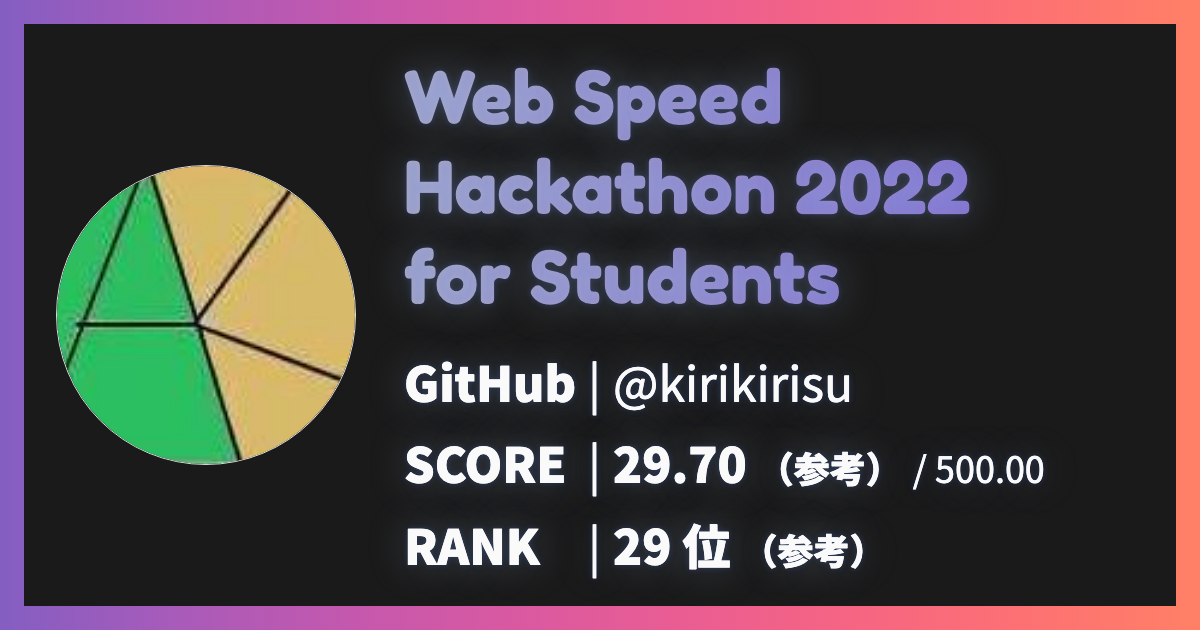 Web Speed
Hackathon 2022
for Students
GitHub | @kirikirisu
SCORE | 29.70 （参考） / 500.00
RANK | 29 位 （参考）